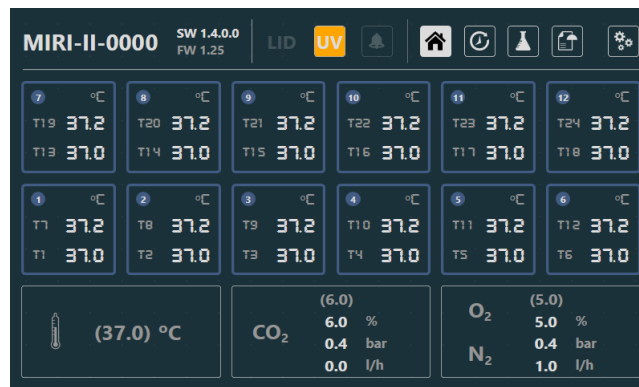 MIRI-II-0000 SW 1.4.0.0 LID UV
FW 1.25
7 °C 8 °C 9 °C 10 °C 11 °C 12 °C
T19 37.2 T20 37.2 T21 37.2 T22 37.2 T23 37.2 T24 37.2
T13 37.0 T14 37.0 T15 37.0 T16 37.0 T17 37.0 T18 37.0
1 °C 2 °C 3 °C 4 °C 5 °C 6 °C
T7 37.2 T8 37.2 T9 37.2 T10 37.2 T11 37.2 T12 37.2
T1 37.0 T2 37.0 T3 37.0 T4 37.0 T5 37.0 T6 37.0
(37.0) °C
CO₂
(6.0)
6.0 %
0.4 bar
0.0 l/h
O₂
N₂
(5.0)
5.0 %
0.4 bar
1.0 l/h